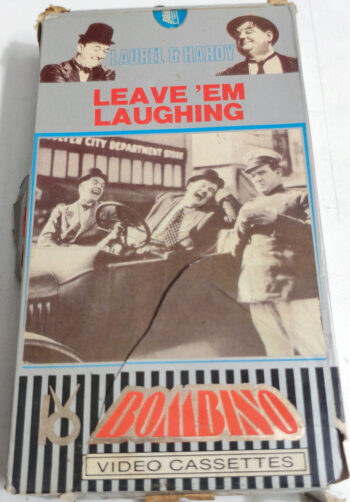 LAUREL & HARDY
LEAVE 'EM
LAUGHING
CITY DEPARTMENT STORE
BOMBINO
VIDEO CASSETTES